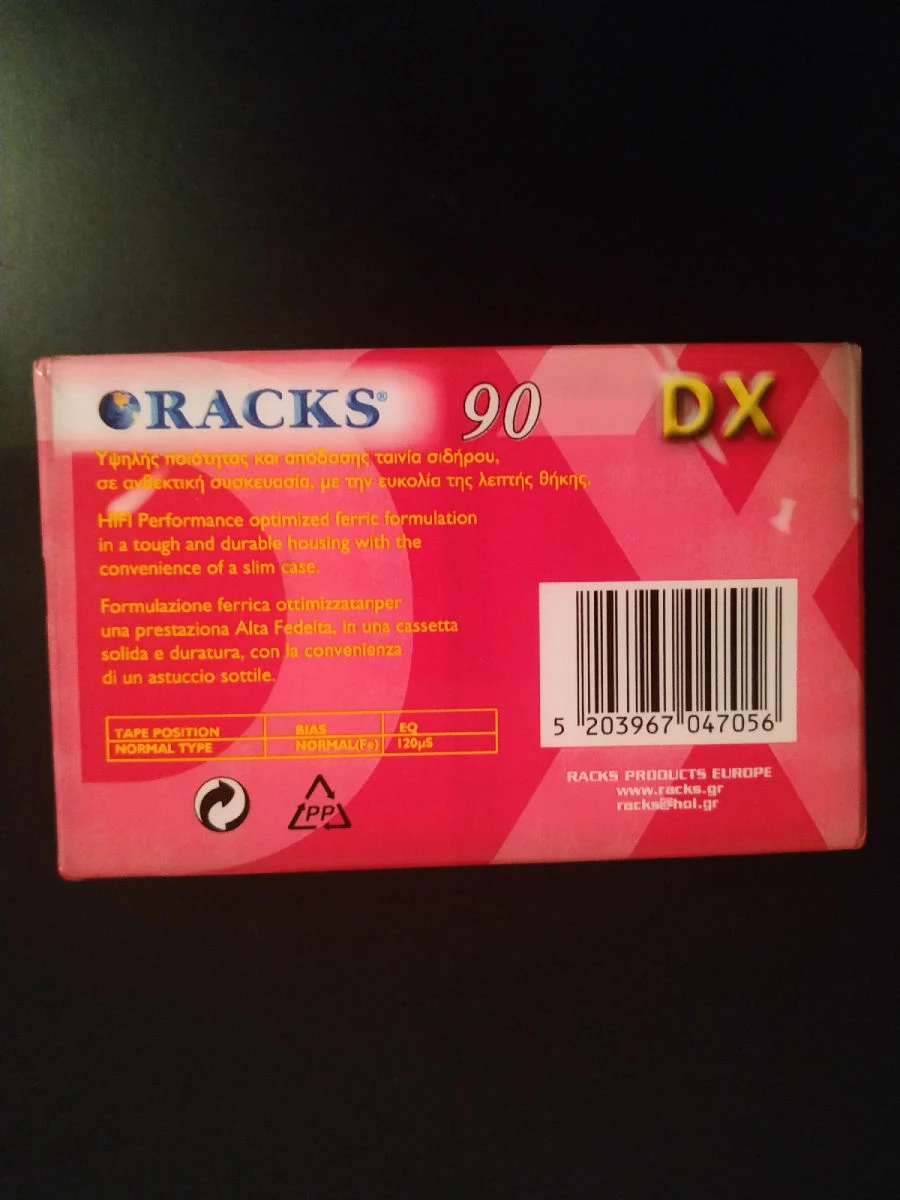 RACKS®
90
DX
Υψηλής ποιότητας και απόδοσης ταινία σιδήρου,
σε ανθεκτική συσκευασία, με την ευκολία της λεπτής θήκης.
HIFI Performance optimized ferric formulation
in a tough and durable housing with the
convenience of a slim case.
Formulazione ferrica ottimizzatanper
una prestazione Alta Fedelta, in una cassetta
solida e duratura, con la convenienza
di un astuccio sottile.
TAPE POSITION BIAS EQ
NORMAL TYPE NORMAL(Fe) 120µS
PP
5 203967 047056
RACKS PRODUCTS EUROPE
www.racks.gr
racks@hol.gr